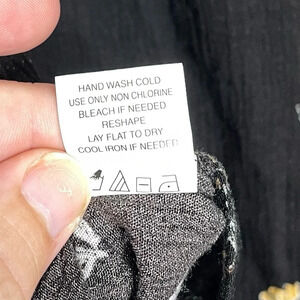 HAND WASH COLD
USE ONLY NON CHLORINE
BLEACH IF NEEDED
RESHAPE
LAY FLAT TO DRY
COOL IRON IF NEEDED